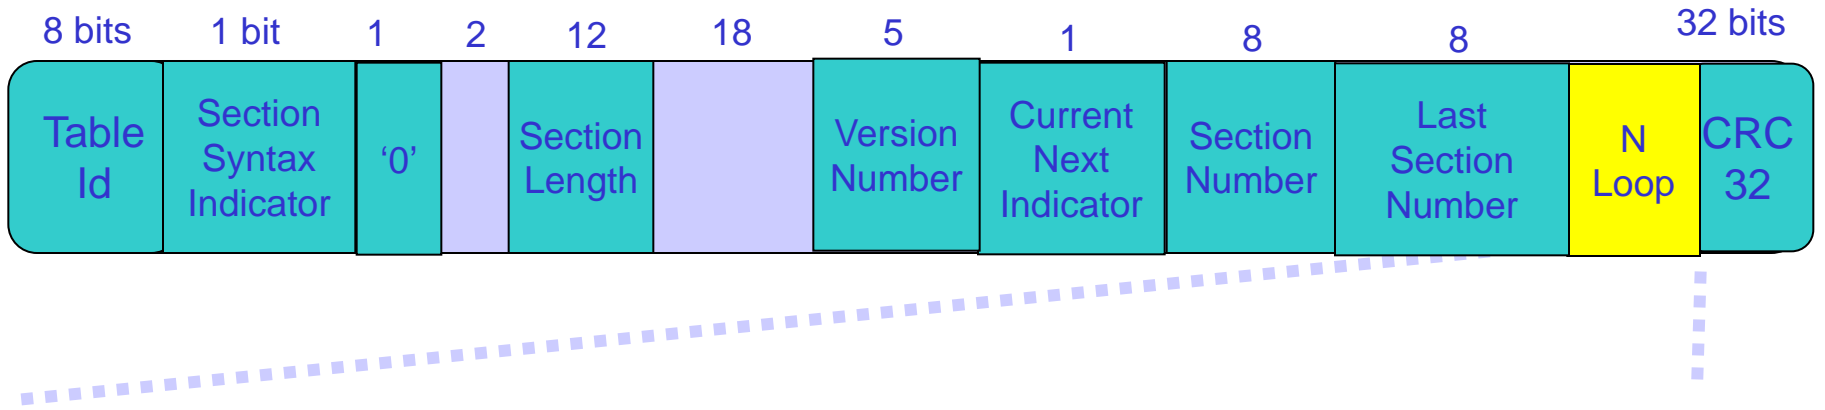 8 bits 1 bit 1 2 12 18 5 1 8 8 32 bits
Table
Id
Section
Syntax
Indicator
‘0’
Section
Length
Version
Number
Current
Next
Indicator
Section
Number
Last
Section
Number
N
Loop
CRC
32